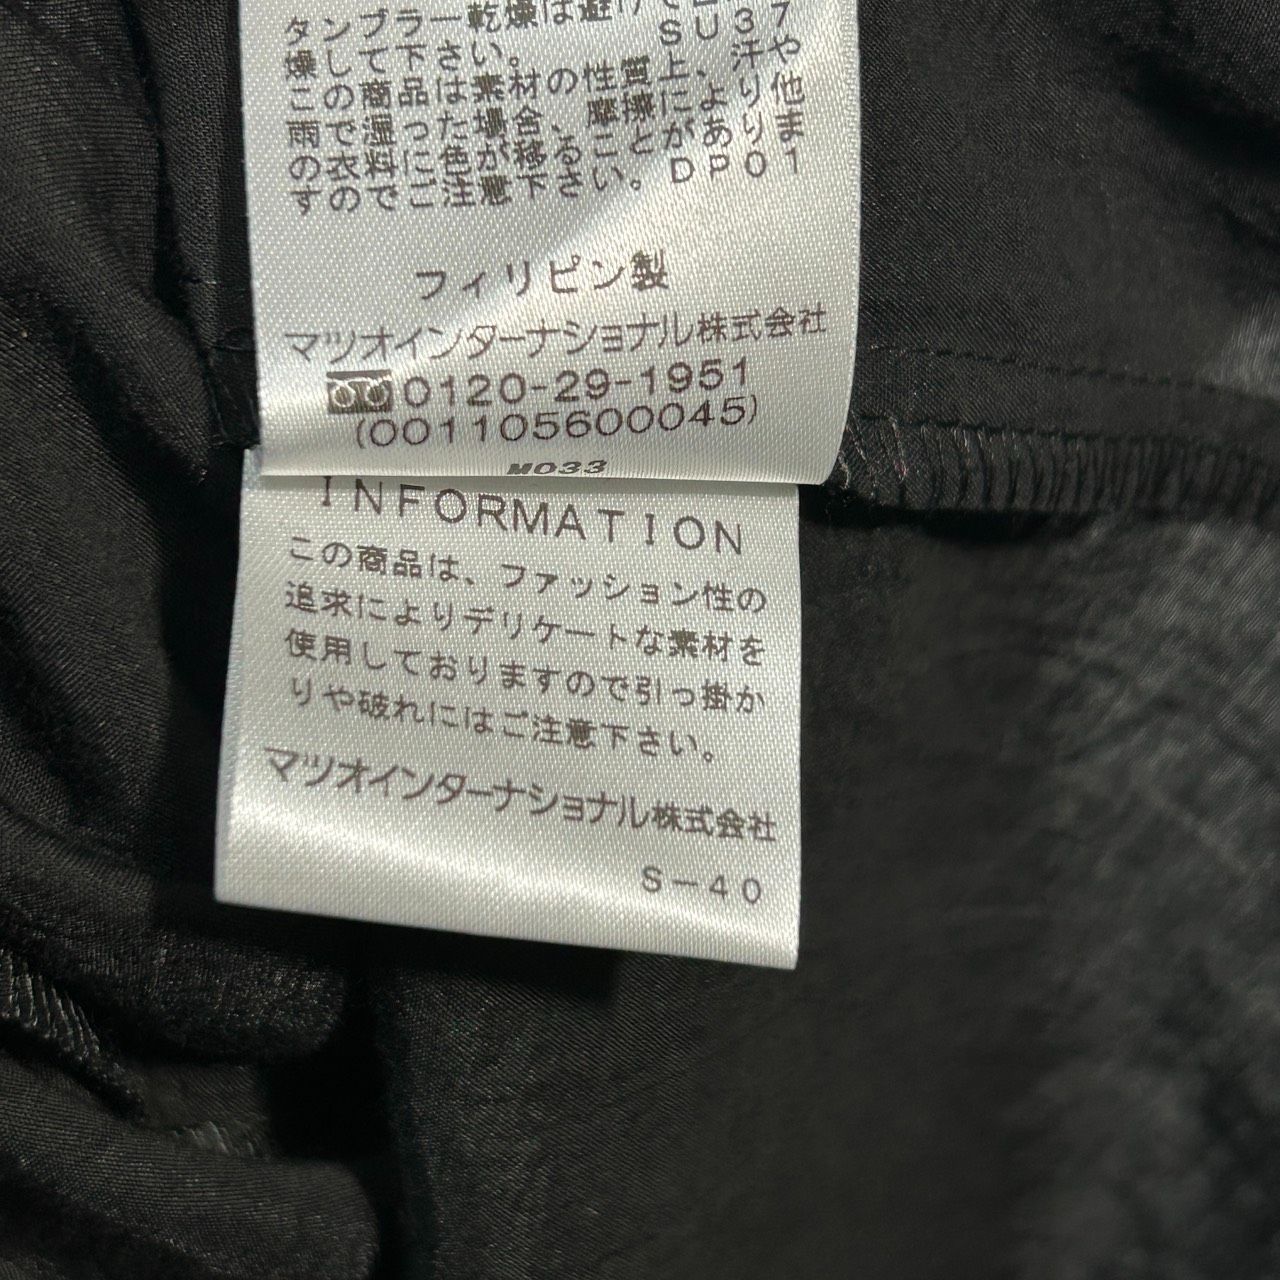 タンブラー乾燥は避け
燥して下さい。 SU37
この商品は素材の性質上、汗や
雨で湿った場合、摩擦により他
の衣料に色が移ることがありま
すのでご注意下さい。DP01
フィリピン製
マツオインターナショナル株式会社
0120-29-1951
(001105600045)
M033
INFORMATION
この商品は、ファッション性の
追求によりデリケートな素材を
使用しておりますので引っ掛か
りや破れにはご注意下さい。
マツオインターナショナル株式会社
S-40